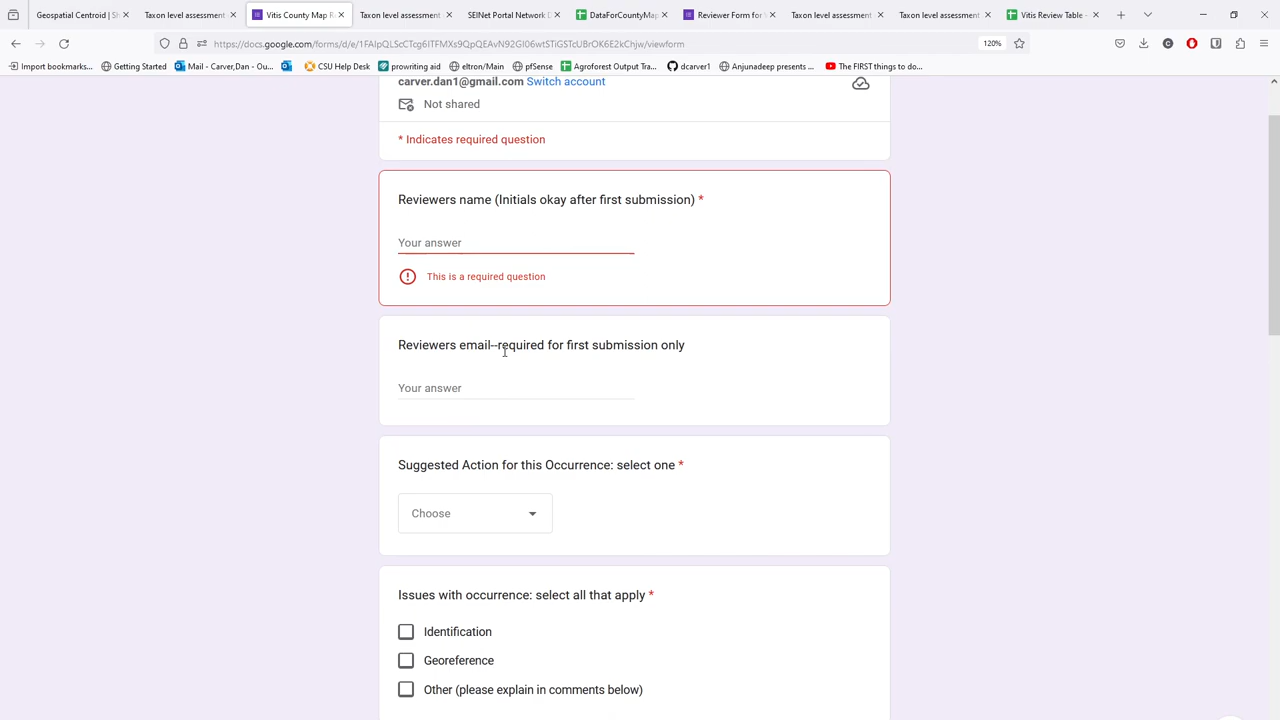 Geospatial Centroid | Sh
Taxon level assessment
Vitis County Map R
Taxon level assessment
SEINet Portal Network D
DataForCountyMap
Reviewer Form for V
Taxon level assessment
Taxon level assessment
Vitis Review Table -
https://docs.google.com/forms/d/e/1FAIpQLScCTcg6ITFMXs9QpQEAvN92GI06wtSTiGSTcUBrOK6E2kChjw/viewform
120%
Import bookmarks...
Getting Started
Mail - Carver,Dan - Ou...
CSU Help Desk
prowriting aid
eltron/Main
pfSense
Agroforest Output Tra...
dcarver1
Anjunadeep presents ...
The FIRST things to do...
carver.dan1@gmail.com Switch account
Not shared
* Indicates required question
Reviewers name (Initials okay after first submission) *
Your answer
This is a required question
Reviewers email--required for first submission only
Your answer
Suggested Action for this Occurrence: select one *
Choose
Issues with occurrence: select all that apply *
Identification
Georeference
Other (please explain in comments below)